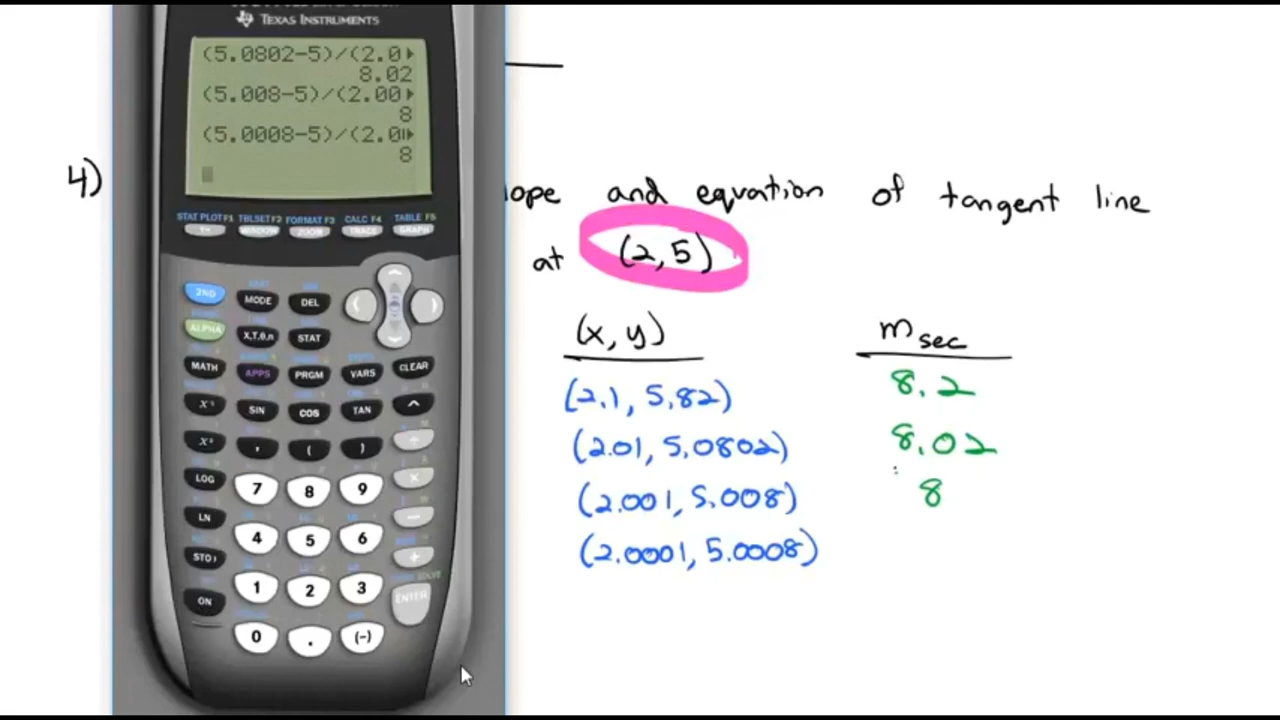 TEXAS INSTRUMENTS
(5.0802-5)/(2.0
8.02
(5.008-5)/(2.00
8
(5.0008-5)/(2.0
8
STAT PLOT F1 TBLSET F2 FORMAT F3 CALC F4 TABLE F5
Y= WINDOW ZOOM TRACE GRAPH
2ND MODE DEL
ALPHA X,T,θ,n STAT
MATH APPS PRGM VARS CLEAR
SIN COS TAN ^
, ( ) ÷
LOG 7 8 9 ×
LN 4 5 6 −
STO› 1 2 3 +
ON 0 . (-) ENTER
4) lope and equation of tangent line
at (2,5)
(x, y) m sec
(2.1, 5.82) 8.2
(2.01, 5.0802) 8.02
(2.001, 5.008) 8
(2.0001, 5.0008)